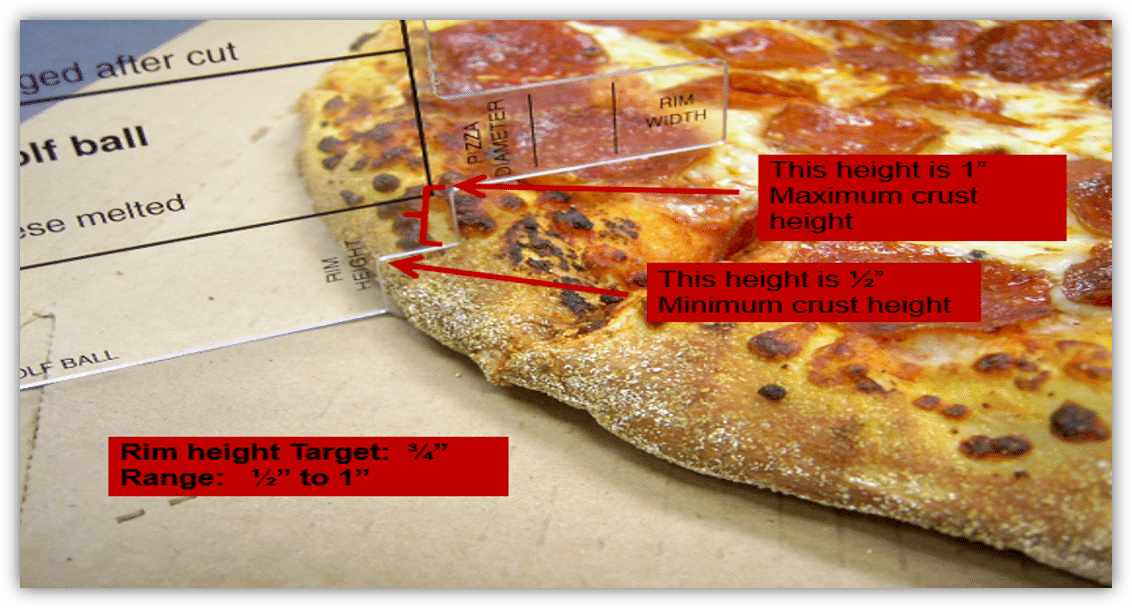 ged after cut
olf ball
ese melted
RIM
HEIGHT
OLF BALL
PIZZA
DIAMETER
RIM
WIDTH
This height is 1”
Maximum crust
height
This height is ½”
Minimum crust height
Rim height Target: ¾”
Range: ½” to 1”